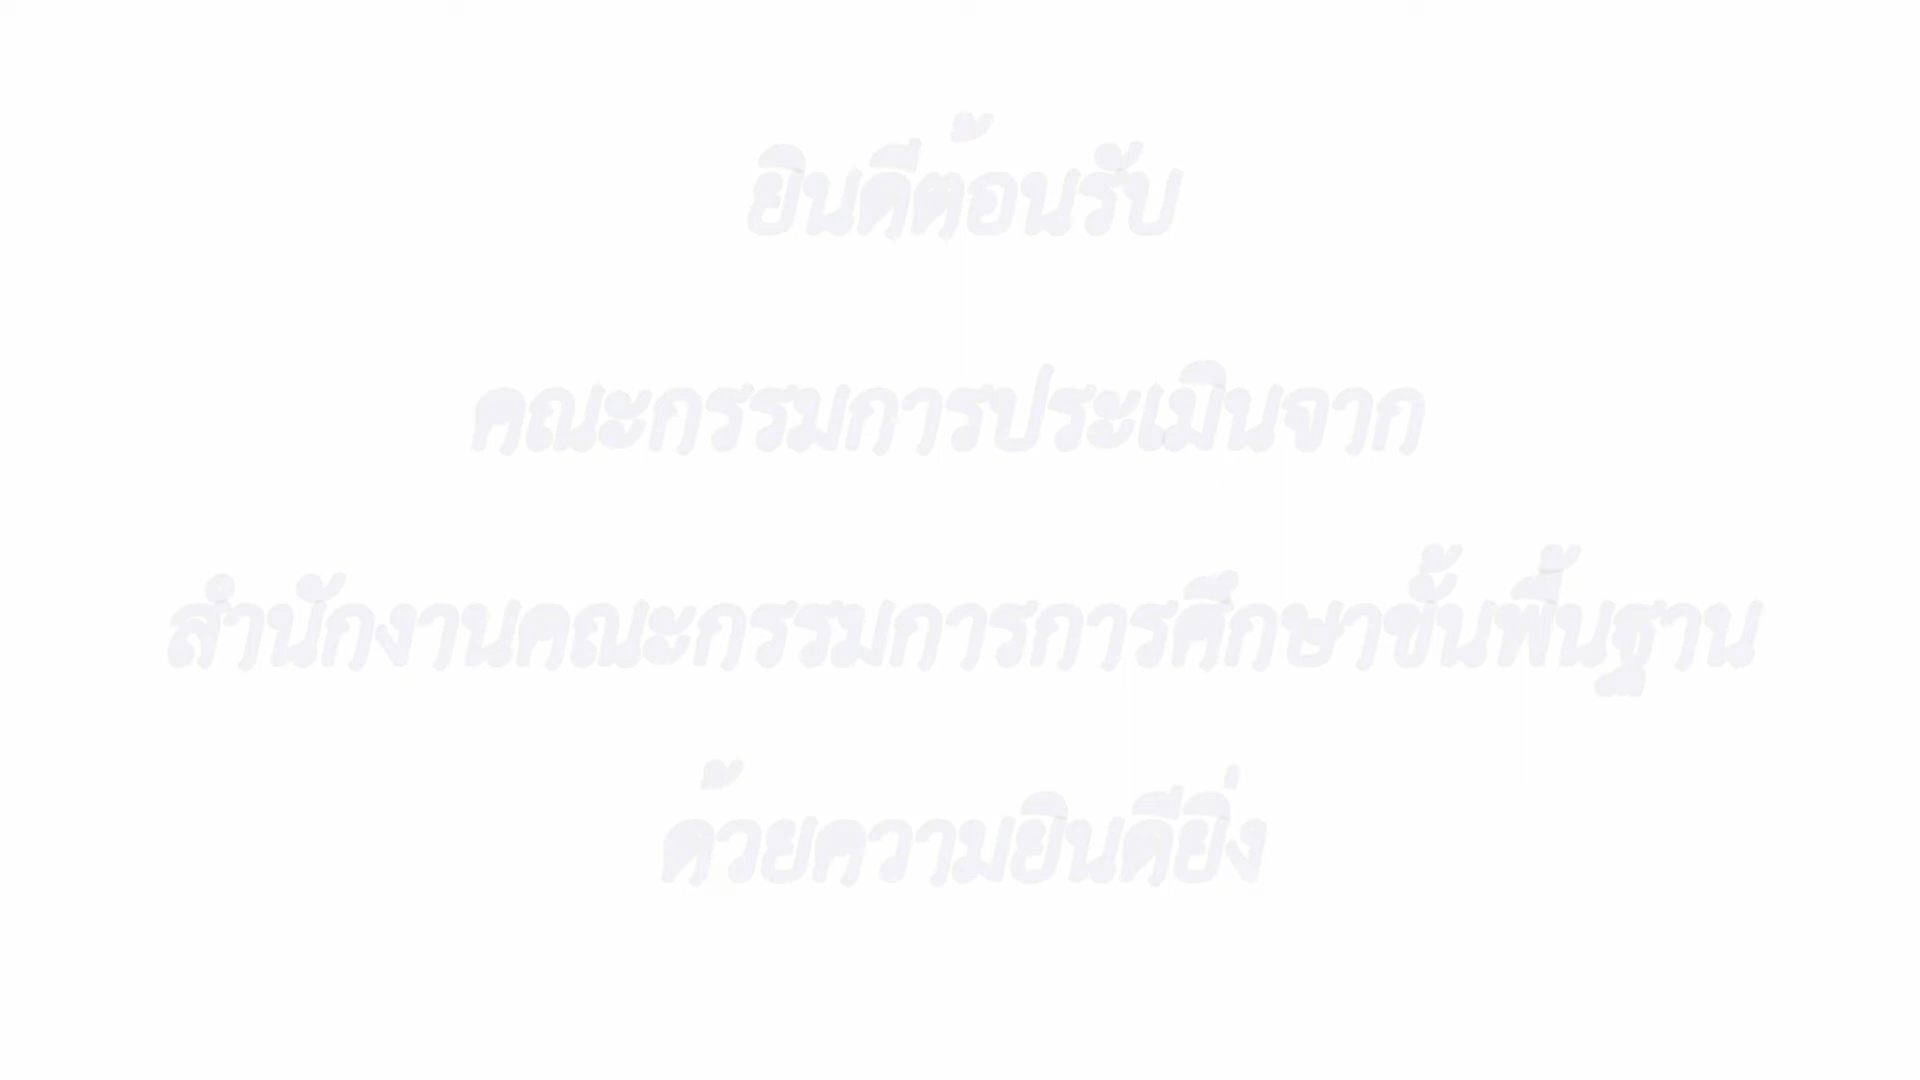 ยินดีต้อนรับ
คณะกรรมการประเมินจาก
สำนักงานคณะกรรมการการศึกษาขั้นพื้นฐาน
ด้วยความยินดียิ่ง